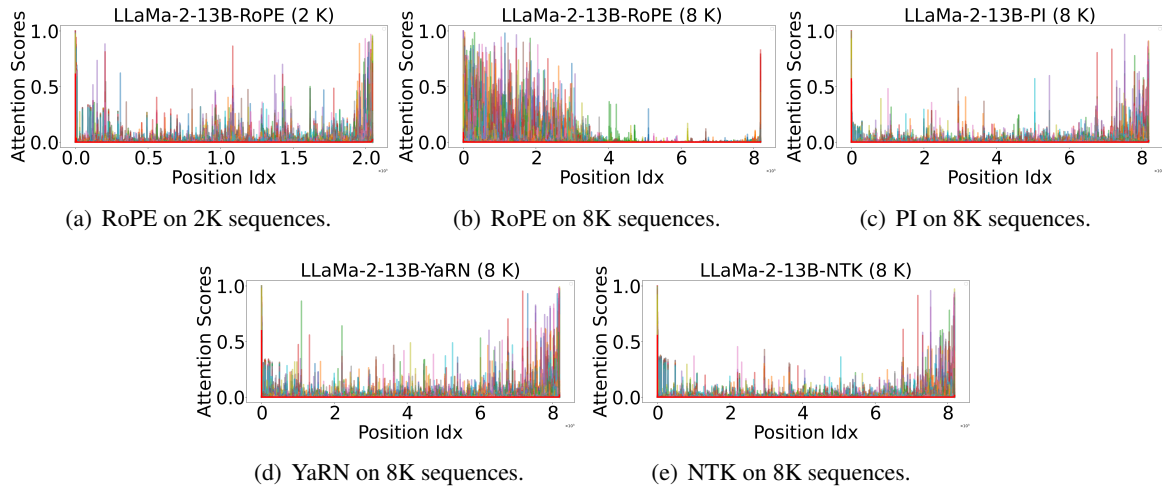 LLaMa-2-13B-RoPE (2 K)
Attention Scores
1.0
0.5
0.0
0.0 0.5 1.0 1.5 2.0
Position Idx
(a) RoPE on 2K sequences.
LLaMa-2-13B-RoPE (8 K)
Attention Scores
1.0
0.5
0.0
0 2 4 6 8
Position Idx
(b) RoPE on 8K sequences.
LLaMa-2-13B-PI (8 K)
Attention Scores
1.0
0.5
0.0
0 2 4 6 8
Position Idx
(c) PI on 8K sequences.
LLaMa-2-13B-YaRN (8 K)
Attention Scores
1.0
0.5
0.0
0 2 4 6 8
Position Idx
(d) YaRN on 8K sequences.
LLaMa-2-13B-NTK (8 K)
Attention Scores
1.0
0.5
0.0
0 2 4 6 8
Position Idx
(e) NTK on 8K sequences.